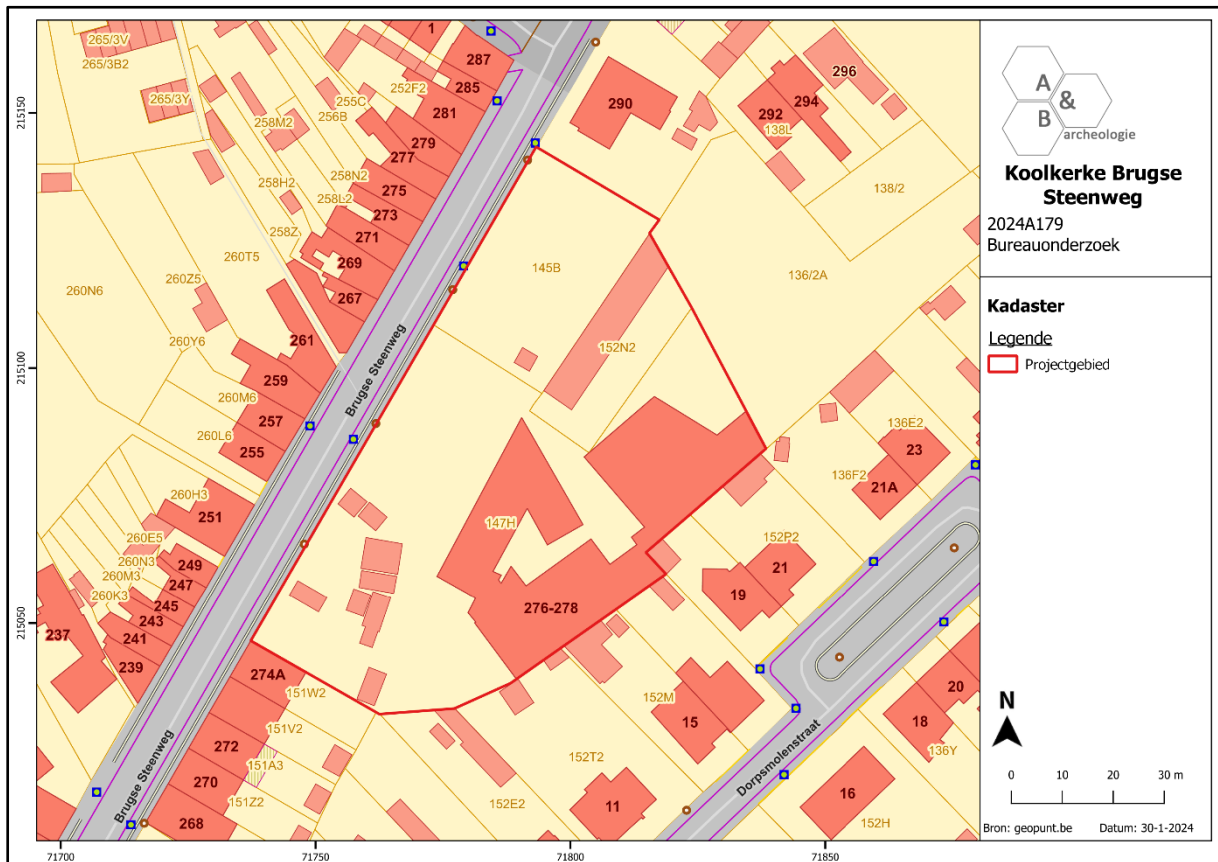 265/3V
265/3B2
265/3Y
258M2
255C
256B
252F2
1
287
285
281
279
277
275
273
271
269
267
258N2
258L2
258H2
258Z
260T5
260Z5
260N6
260Y6
260M6
260L6
261
259
257
255
260H3
251
260E5
260N3
260M3
260K3
249
247
245
243
241
239
237
290
292
294
296
138L
138/2
136/2A
145B
152N2
147H
276-278
Brugse Steenweg
Brugse Steenweg
274A
151W2
151V2
272
151A3
270
151Z2
268
152E2
152T2
152M
11
15
19
21
152P2
136F2
136E2
23
21A
Dorpsmolenstraat
16
152H
18
136Y
20
215150
215100
215050
71700
71750
71800
71850
A
&
B
archeologie
Koolkerke Brugse
Steenweg
2024A179
Bureauonderzoek
Kadaster
Legende
Projectgebied
N
0 10 20 30 m
Bron: geopunt.be Datum: 30-1-2024